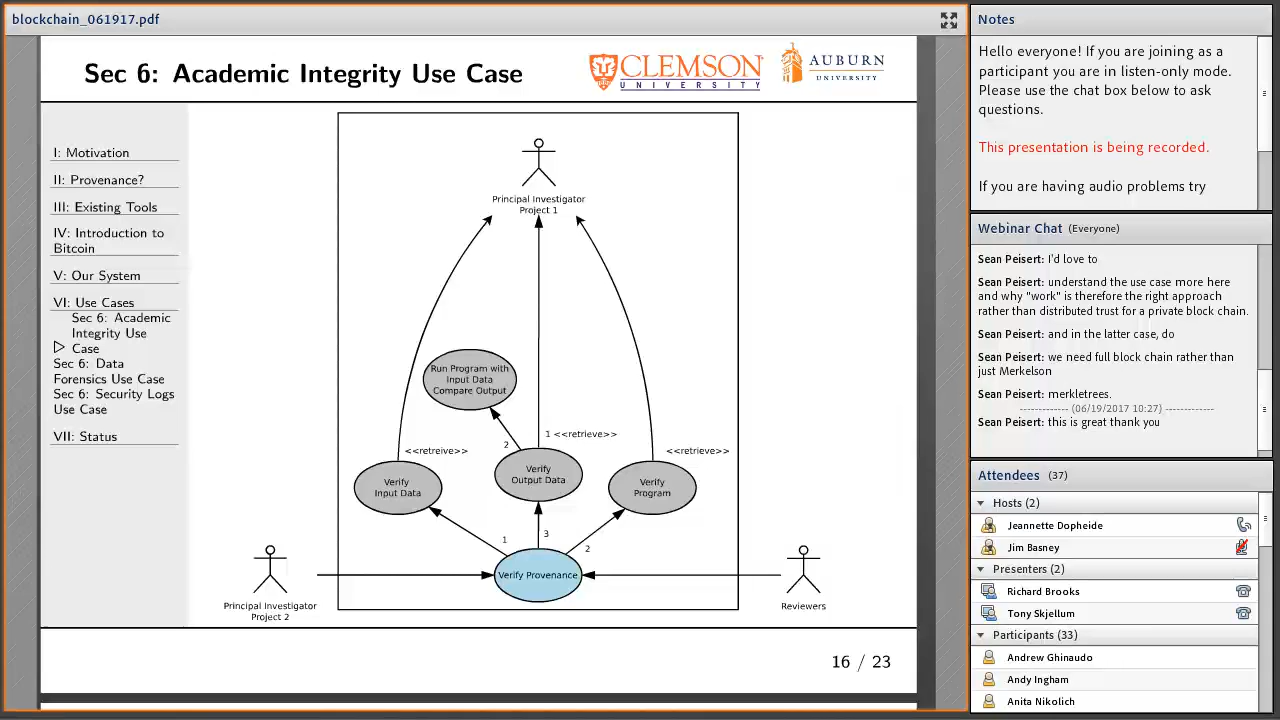 blockchain_061917.pdf
Sec 6: Academic Integrity Use Case
CLEMSON
UNIVERSITY
AUBURN
UNIVERSITY
I: Motivation
II: Provenance?
III: Existing Tools
IV: Introduction to
Bitcoin
V: Our System
VI: Use Cases
Sec 6: Academic
Integrity Use
Case
Sec 6: Data
Forensics Use Case
Sec 6: Security Logs
Use Case
VII: Status
Principal Investigator
Project 1
Run Program with
Input Data
Compare Output
1 <<retrieve>>
2
<<retreive>>
<<retrieve>>
Verify
Input Data
Verify
Output Data
Verify
Program
1
3
2
Verify Provenance
Principal Investigator
Project 2
Reviewers
16 / 23
Notes
Hello everyone! If you are joining as a
participant you are in listen-only mode.
Please use the chat box below to ask
questions.
This presentation is being recorded.
If you are having audio problems try
Webinar Chat (Everyone)
Sean Peisert: I'd love to
Sean Peisert: understand the use case more here
and why "work" is therefore the right approach
rather than distributed trust for a private block chain.
Sean Peisert: and in the latter case, do
Sean Peisert: we need full block chain rather than
just Merkelson
Sean Peisert: merkletrees.
------------ (06/19/2017 10:27) ------------
Sean Peisert: this is great thank you
Attendees (37)
Hosts (2)
Jeannette Dopheide
Jim Basney
Presenters (2)
Richard Brooks
Tony Skjellum
Participants (33)
Andrew Ghinaudo
Andy Ingham
Anita Nikolich